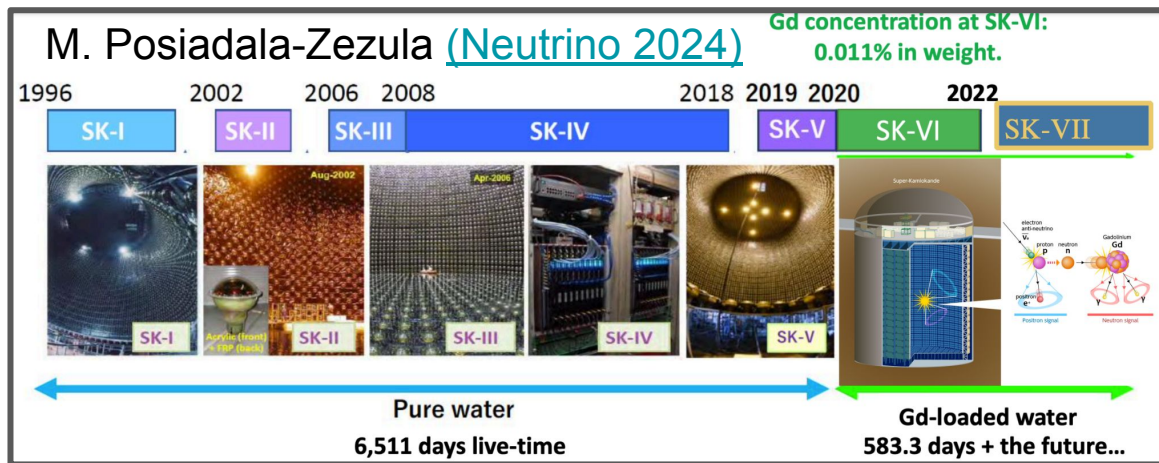 M. Posiadala-Zezula (Neutrino 2024)
Gd concentration at SK-VI:
0.011% in weight.
1996 2002 2006 2008 2018 2019 2020 2022
SK-I SK-II SK-III SK-IV SK-V SK-VI SK-VII
Aug-2002
Apr-2006
Acrylic (front)
+ FRP (back)
SK-I SK-II SK-III SK-IV SK-V
Super-Kamiokande
electron
anti-neutrino
ν̅e
proton
p
neutron
n
Gadolinium
Gd
positron
e+
γ γ
Positron signal
Neutron signal
Pure water
6,511 days live-time
Gd-loaded water
583.3 days + the future…